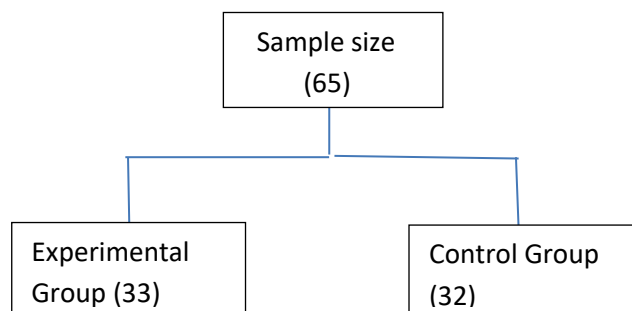 Sample size
(65)
Experimental
Group (33)
Control Group
(32)